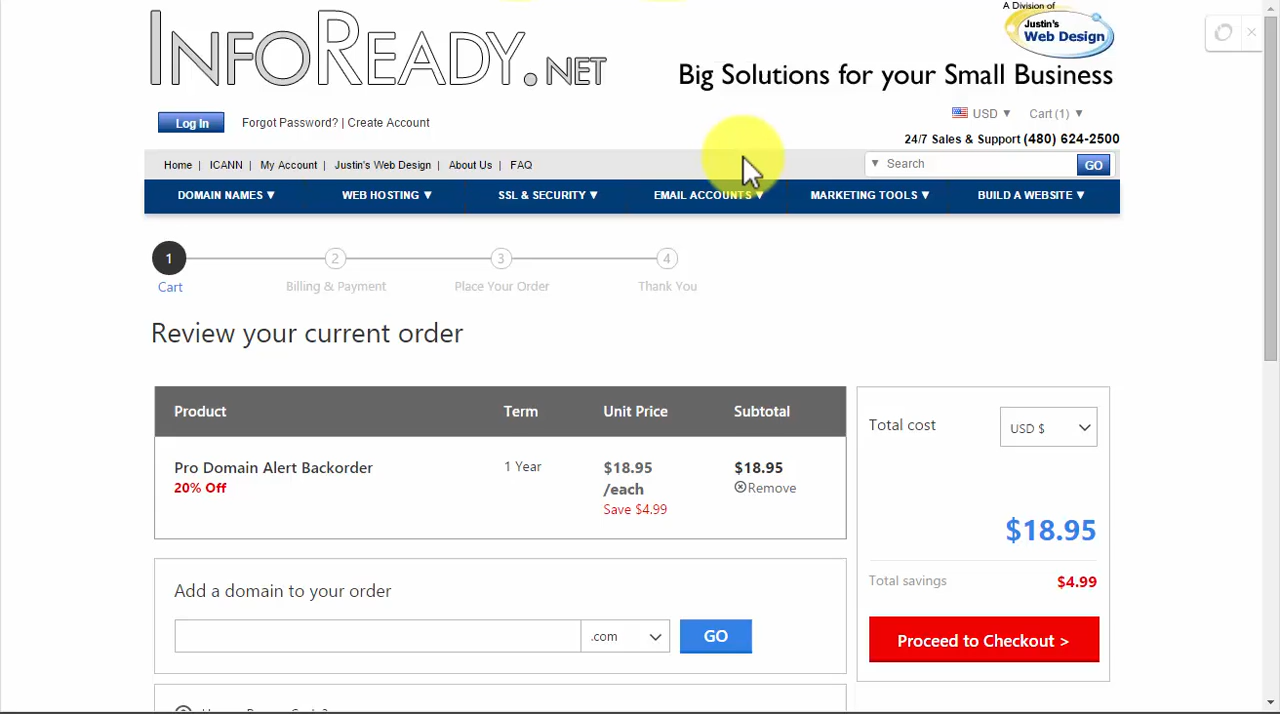 INFOREADY.NET
A Division of
Justin's
Web Design
Big Solutions for your Small Business
Log In
Forgot Password? | Create Account
USD ▼ Cart (1) ▼
24/7 Sales & Support (480) 624-2500
Home | ICANN | My Account | Justin's Web Design | About Us | FAQ
▼ Search GO
DOMAIN NAMES ▼ WEB HOSTING ▼ SSL & SECURITY ▼ EMAIL ACCOUNTS ▼ MARKETING TOOLS ▼ BUILD A WEBSITE ▼
1 2 3 4
Cart Billing & Payment Place Your Order Thank You
Review your current order
Product Term Unit Price Subtotal
Pro Domain Alert Backorder 1 Year $18.95 $18.95
20% Off /each Remove
Save $4.99
Total cost USD $
$18.95
Total savings $4.99
Proceed to Checkout >
Add a domain to your order
.com GO